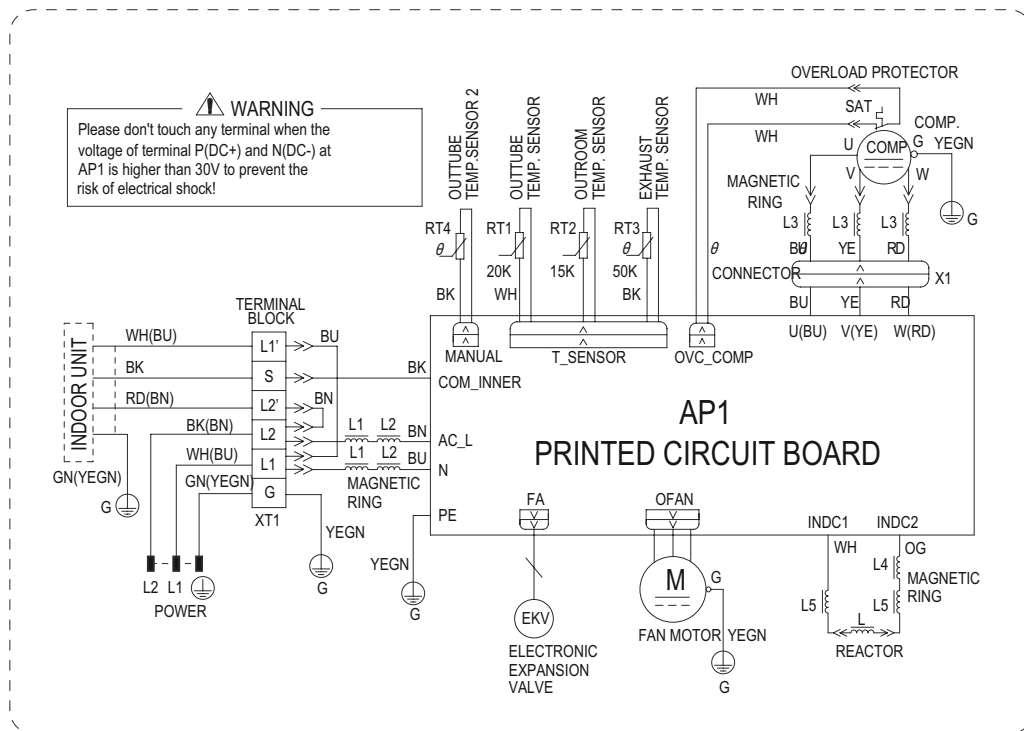 WARNING
Please don't touch any terminal when the
voltage of terminal P(DC+) and N(DC-) at
AP1 is higher than 30V to prevent the
risk of electrical shock!
OUTTUBE
TEMP.SENSOR 2
OUTTUBE
TEMP. SENSOR
OUTROOM
TEMP. SENSOR
EXHAUST
TEMP. SENSOR
RT4
θ
RT1
RT2
RT3
20K
15K
50K
BK
WH
BK
θ
OVERLOAD PROTECTOR
WH
SAT
WH
COMP.
U
COMP
G
YEGN
V
W
MAGNETIC
RING
G
L3
L3
L3
BU
θ
YE
RD
CONNECTOR
X1
BU
YE
RD
U(BU)
V(YE)
W(RD)
MANUAL
T_SENSOR
OVC_COMP
TERMINAL
BLOCK
INDOOR UNIT
WH(BU)
L1'
BU
BK
S
BK
COM_INNER
RD(BN)
L2'
BN
BK(BN)
L2
L1
L2
BN
AC_L
WH(BU)
L1
L1
L2
BU
N
GN(YEGN)
GN(YEGN)
G
MAGNETIC
RING
G
XT1
YEGN
G
PE
YEGN
G
L2
L1
POWER
AP1
PRINTED CIRCUIT BOARD
FA
OFAN
INDC1
INDC2
EKV
ELECTRONIC
EXPANSION
VALVE
M
G
FAN MOTOR
YEGN
G
WH
OG
L4
MAGNETIC
RING
L5
L5
L
REACTOR